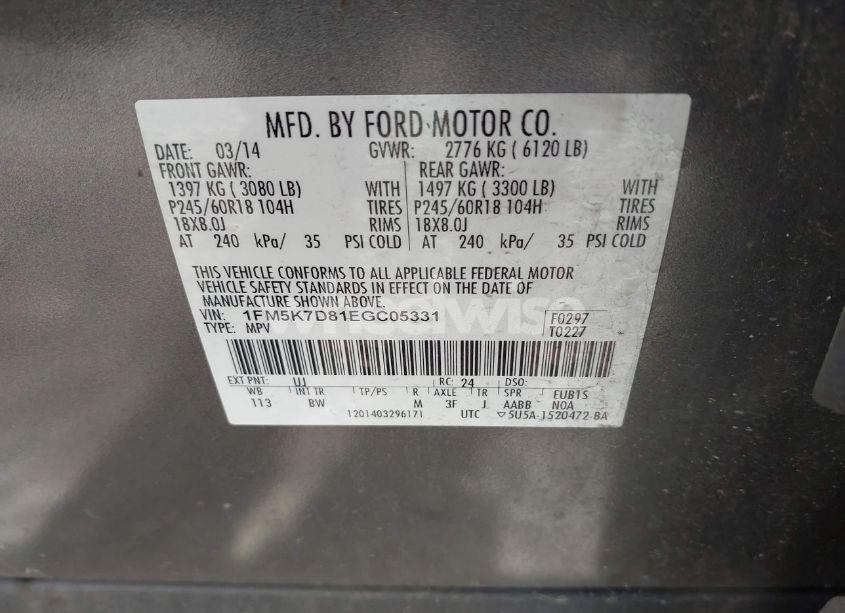 MFD. BY FORD MOTOR CO.
DATE: 03/14 GVWR: 2776 KG ( 6120 LB)
FRONT GAWR: REAR GAWR:
1397 KG ( 3080 LB) WITH 1497 KG ( 3300 LB) WITH
P245/60R18 104H TIRES P245/60R18 104H TIRES
18X8.0J RIMS 18X8.0J RIMS
AT 240 kPa/ 35 PSI COLD AT 240 kPa/ 35 PSI COLD
THIS VEHICLE CONFORMS TO ALL APPLICABLE FEDERAL MOTOR
VEHICLE SAFETY STANDARDS IN EFFECT ON THE DATE OF
MANUFACTURE SHOWN ABOVE.
VIN: 1FM5K7D81EGC05331 F0297
TYPE: MPV T0227
EXT PNT: UJ RC: 24 DSO:
WB INT TR TP/PS R AXLE TR SPR EUB1S
113 BW M 3F J AABB NOA
1201403296171 UTC ▽5U5A-1520472-BA